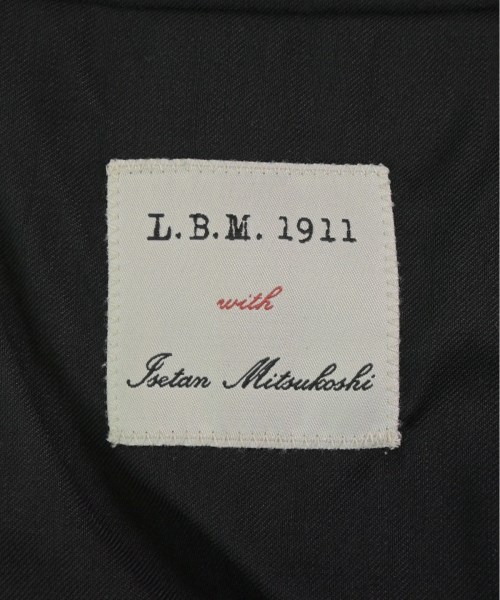 L.B.M. 1911
with
Isetan Mitsukoshi